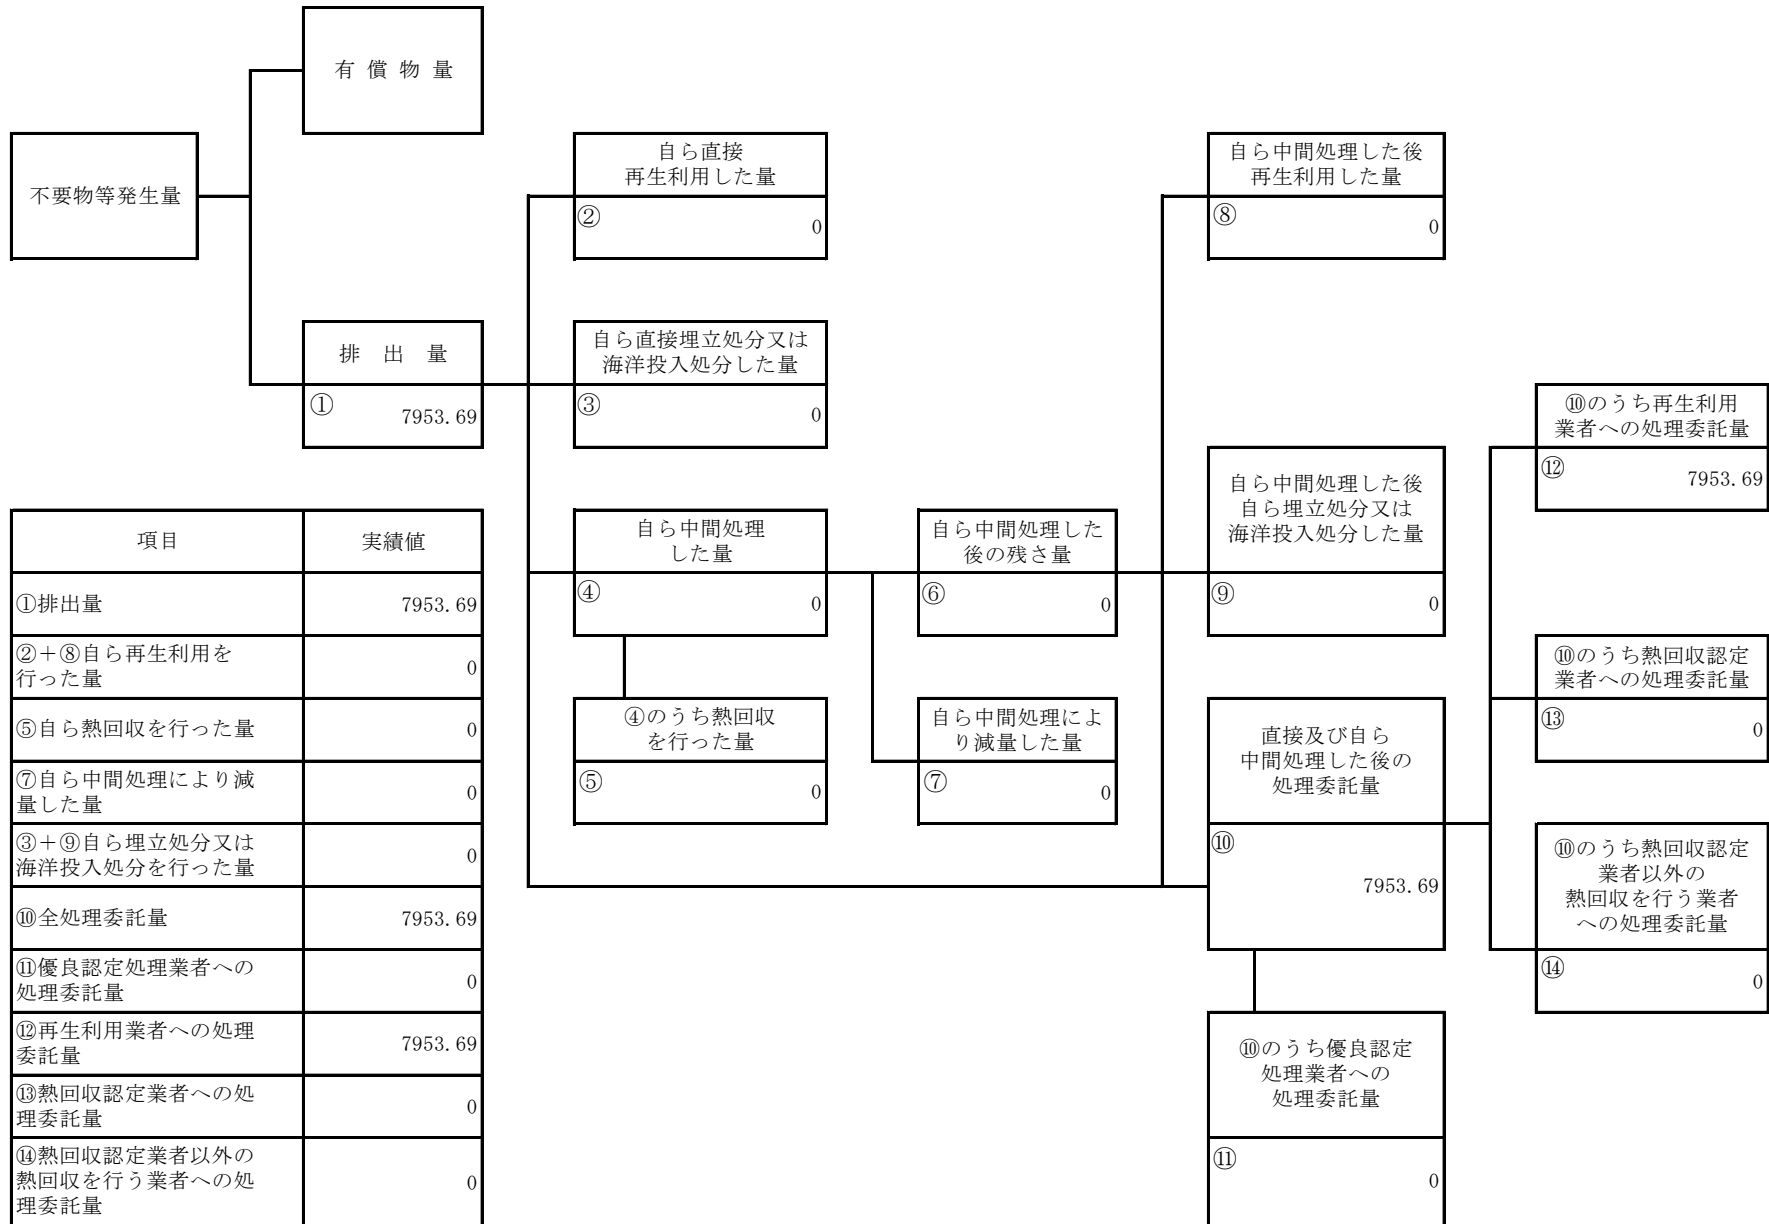 有 償 物 量
不要物等発生量
排 出 量
① 7953.69
自ら直接
再生利用した量
② 0
自ら直接埋立処分又は
海洋投入処分した量
③ 0
自ら中間処理
した量
④ 0
④のうち熱回収
を行った量
⑤ 0
自ら中間処理した
後の残さ量
⑥ 0
自ら中間処理によ
り減量した量
⑦ 0
自ら中間処理した後
再生利用した量
⑧ 0
自ら中間処理した後
自ら埋立処分又は
海洋投入処分した量
⑨ 0
直接及び自ら
中間処理した後の
処理委託量
⑩
7953.69
⑩のうち優良認定
処理業者への
処理委託量
⑪ 0
⑩のうち再生利用
業者への処理委託量
⑫ 7953.69
⑩のうち熱回収認定
業者への処理委託量
⑬ 0
⑩のうち熱回収認定
業者以外の
熱回収を行う業者
への処理委託量
⑭ 0
項目 実績値
①排出量 7953.69
②+⑧自ら再生利用を
行った量 0
⑤自ら熱回収を行った量 0
⑦自ら中間処理により減
量した量 0
③+⑨自ら埋立処分又は
海洋投入処分を行った量 0
⑩全処理委託量 7953.69
⑪優良認定処理業者への
処理委託量 0
⑫再生利用業者への処理
委託量 7953.69
⑬熱回収認定業者への処
理委託量 0
⑭熱回収認定業者以外の
熱回収を行う業者への処
理委託量 0